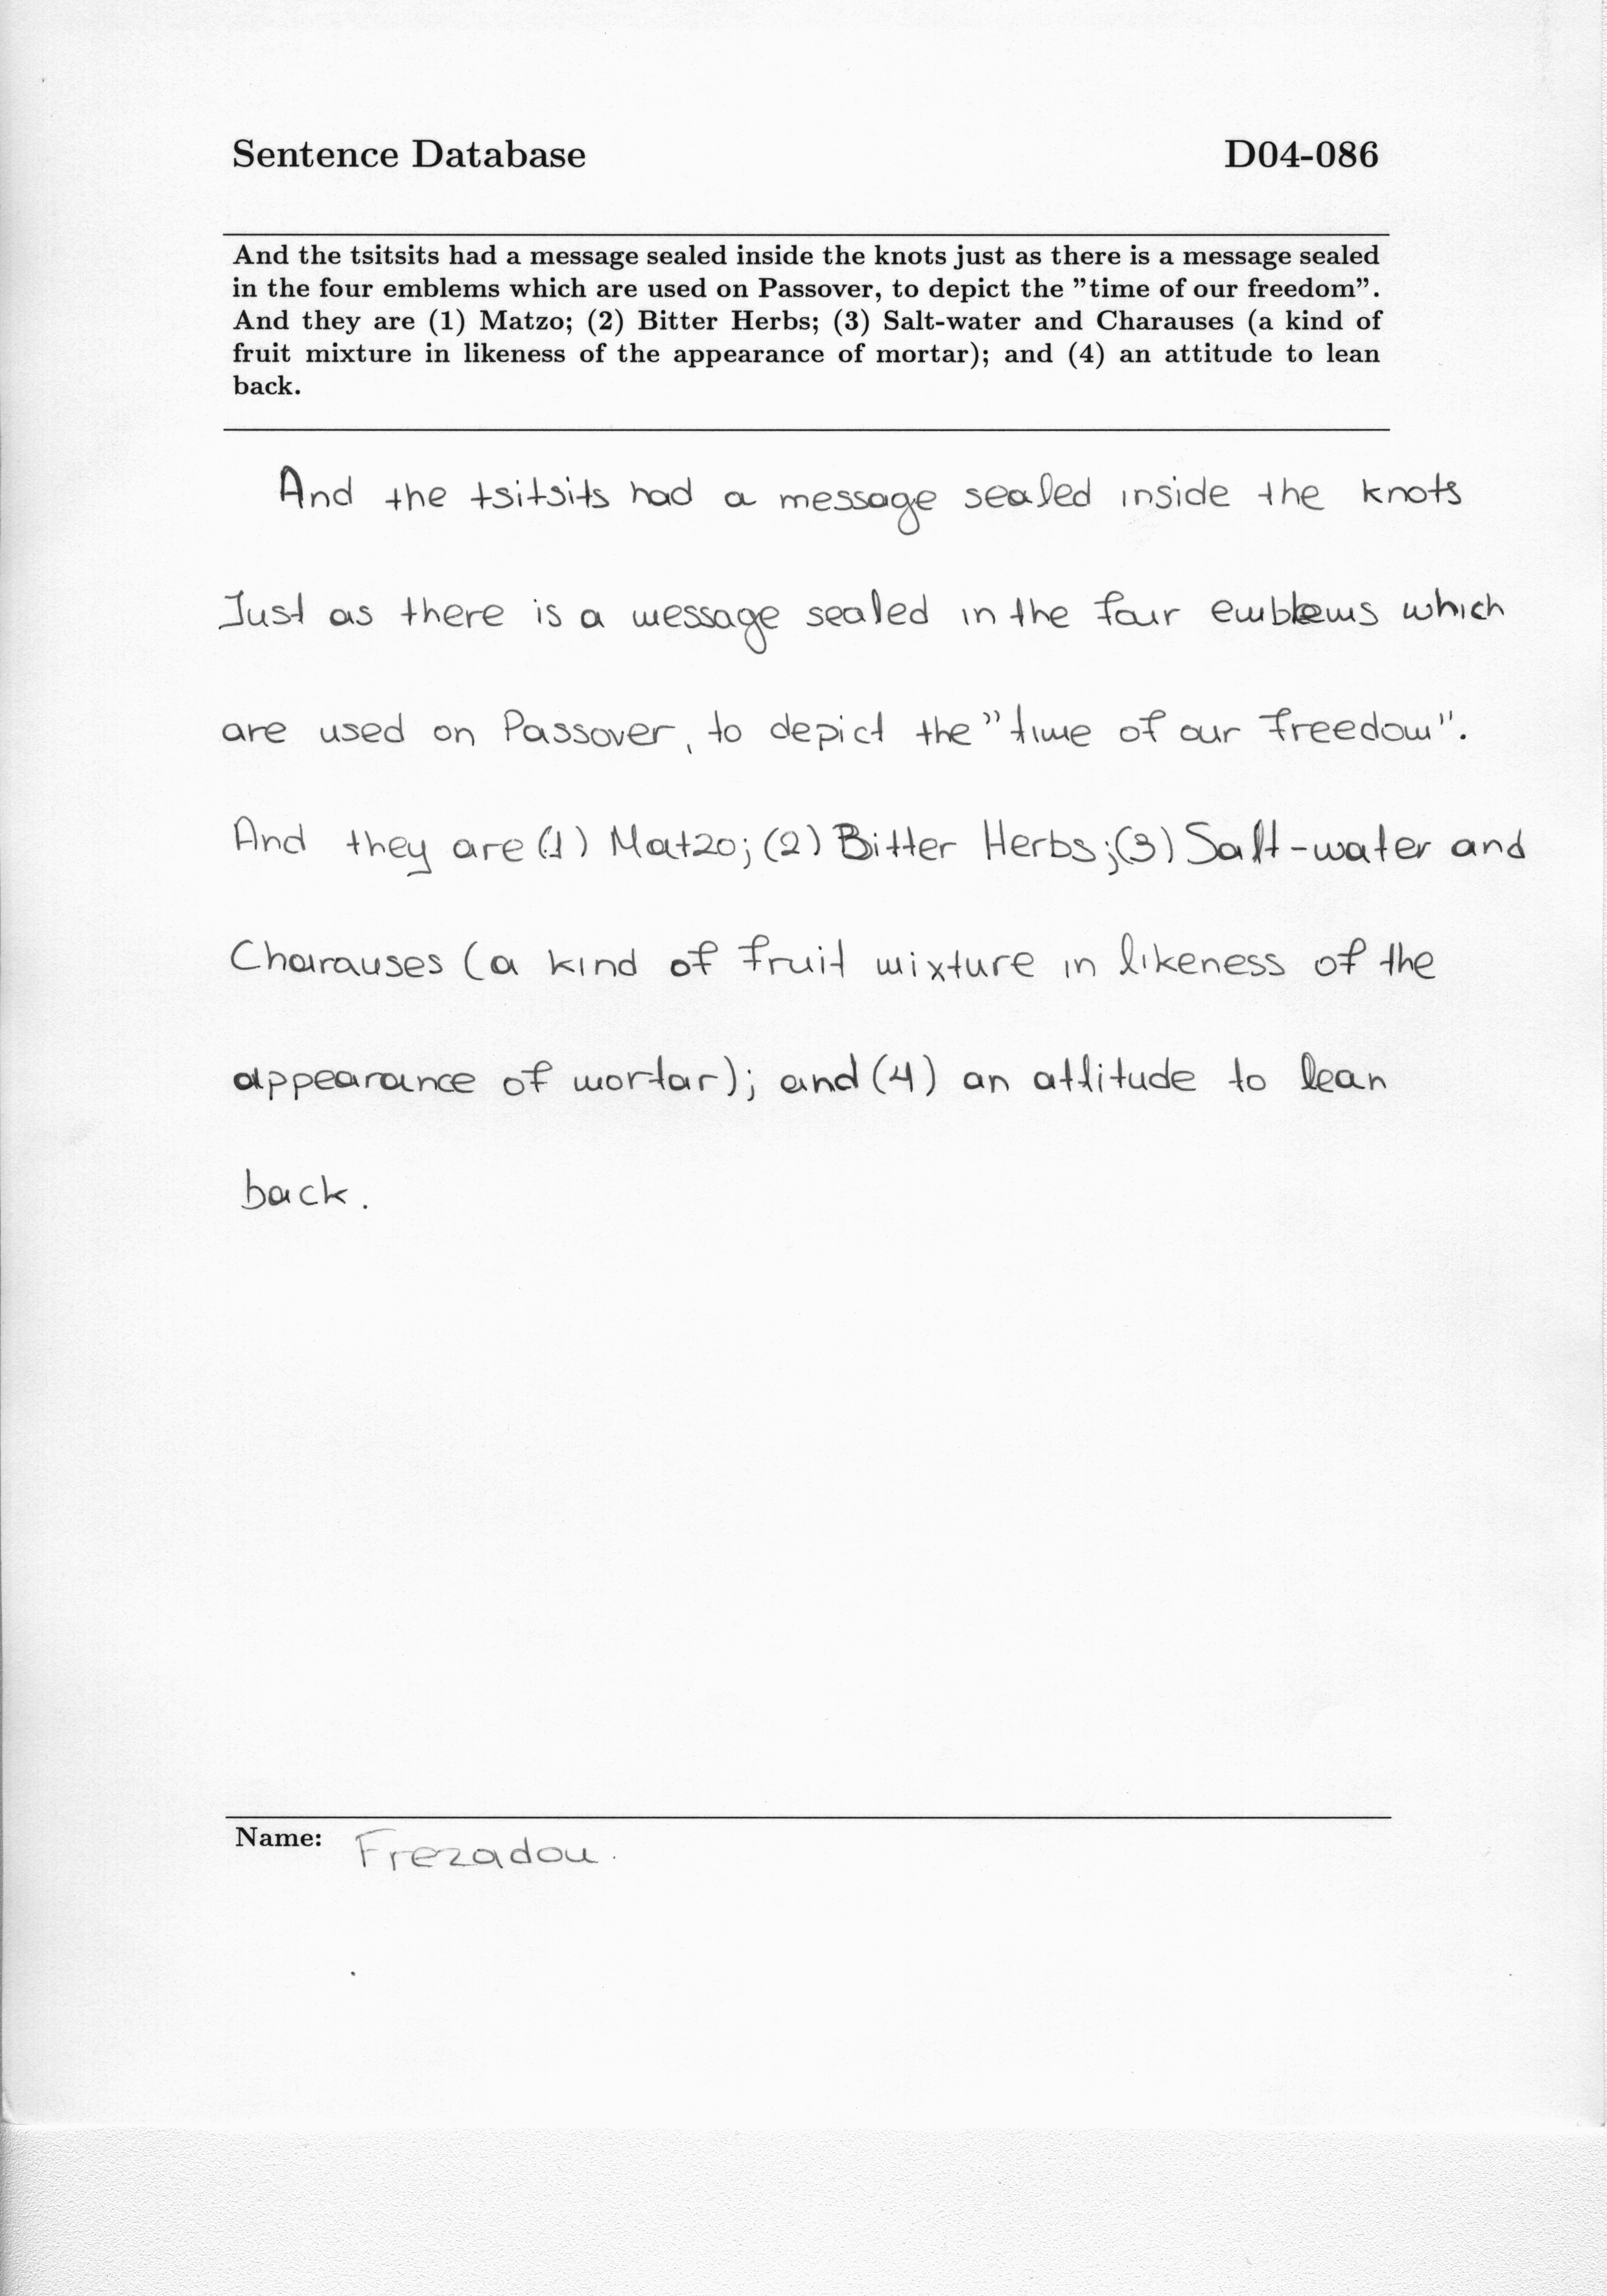 Sentence Database D04-086
And the tsitsits had a message sealed inside the knots just as there is a message sealed
in the four emblems which are used on Passover, to depict the ”time of our freedom”.
And they are (1) Matzo; (2) Bitter Herbs; (3) Salt-water and Charauses (a kind of
fruit mixture in likeness of the appearance of mortar); and (4) an attitude to lean
back.
And the tsitsits had a message sealed inside the knots
Just as there is a message sealed in the four emblems which
are used on Passover, to depict the ”time of our freedom".
And they are (1) Matzo; (2) Bitter Herbs; (3) Salt-water and
Charauses (a kind of fruit mixture in likeness of the
appearance of mortar); and (4) an attitude to lean
back.
Name: Frezadou.